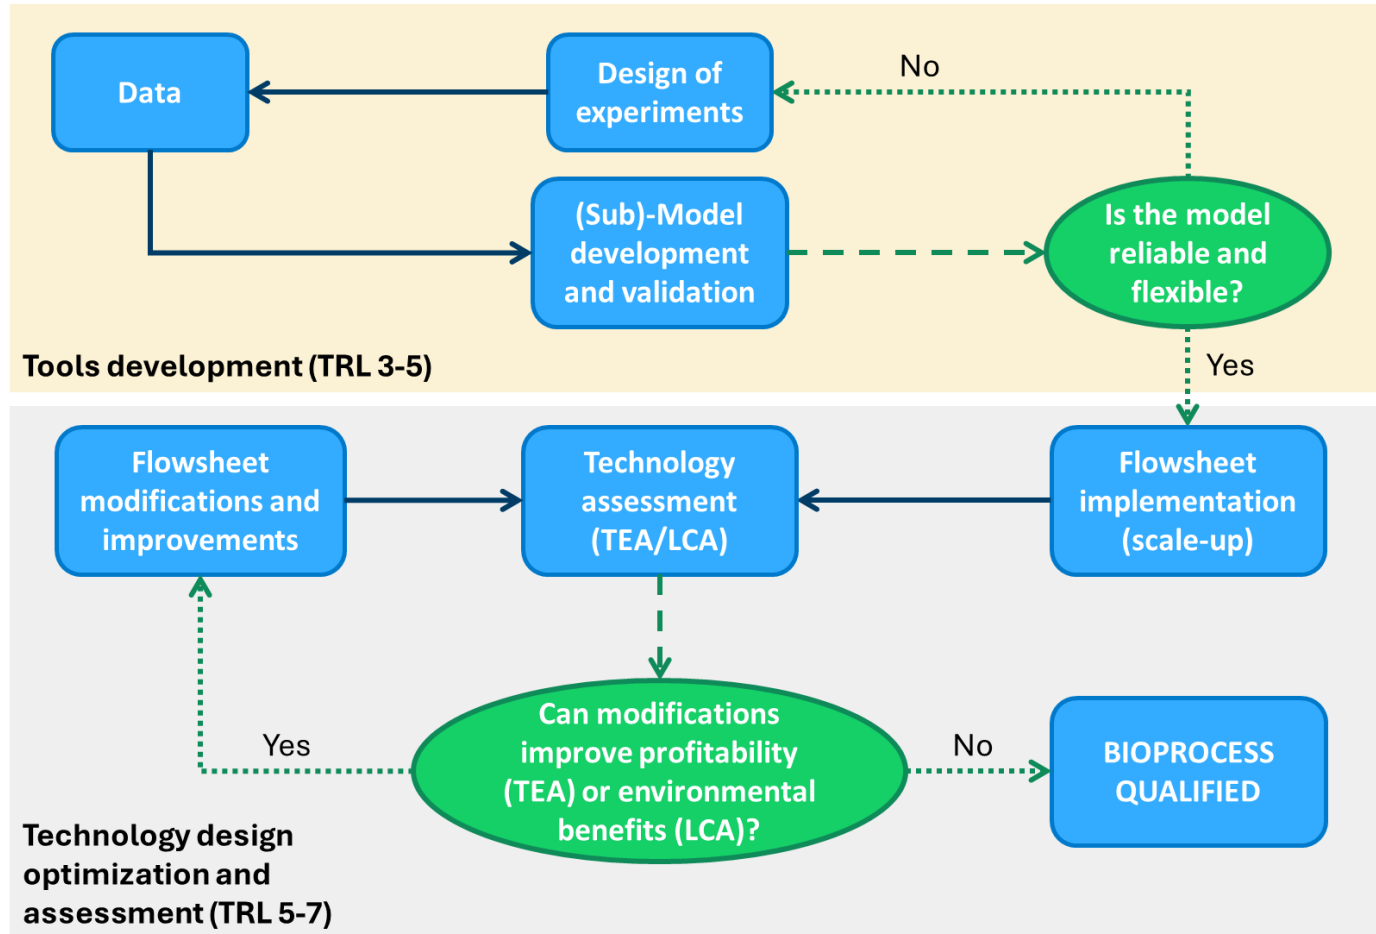 Data
Design of
experiments
No
(Sub)-Model
development
and validation
Is the model
reliable and
flexible?
Tools development (TRL 3-5)
Yes
Flowsheet
modifications and
improvements
Technology
assessment
(TEA/LCA)
Flowsheet
implementation
(scale-up)
Can modifications
improve profitability
(TEA) or environmental
benefits (LCA)?
Yes
No
BIOPROCESS
QUALIFIED
Technology design
optimization and
assessment (TRL 5-7)